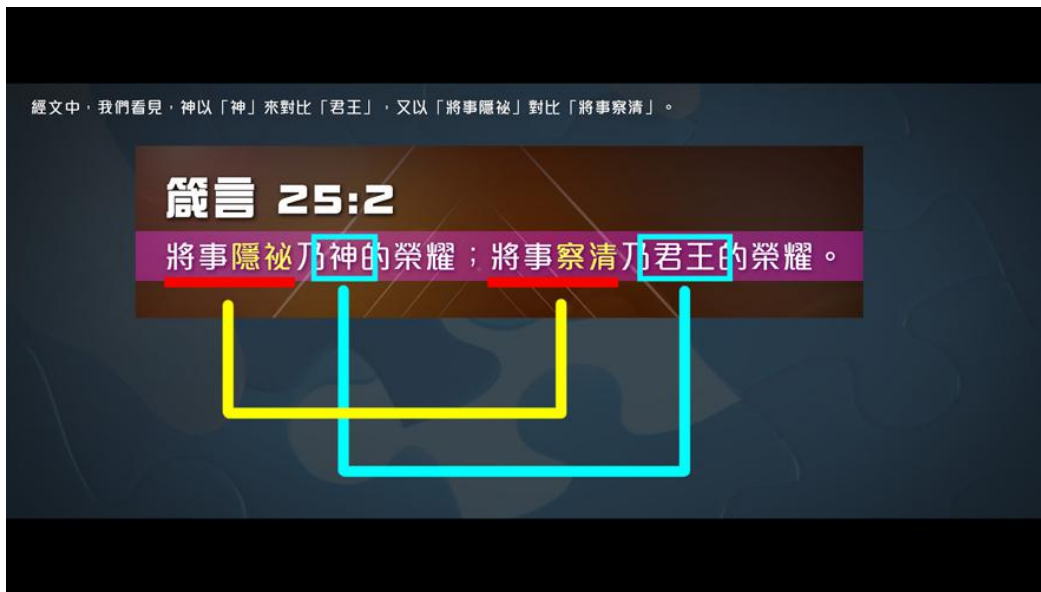 經文中，我們看見，神以「神」來對比「君王」，又以「將事隱祕」對比「將事察清」。
箴言 25:2
將事隱祕乃神的榮耀；將事察清乃君王的榮耀。